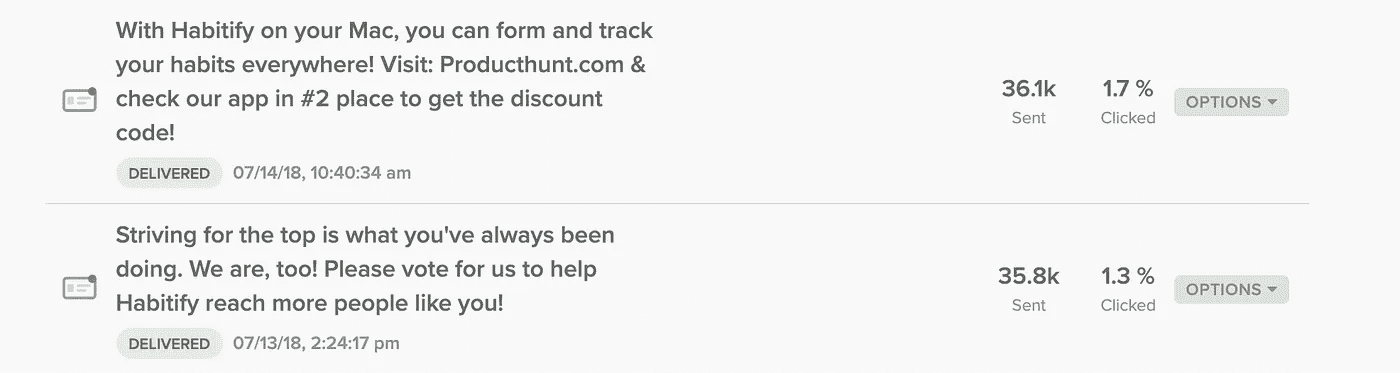 With Habitify on your Mac, you can form and track
your habits everywhere! Visit: Producthunt.com &
check our app in #2 place to get the discount
code!
36.1k
Sent
1.7 %
Clicked
OPTIONS
DELIVERED 07/14/18, 10:40:34 am
Striving for the top is what you've always been
doing. We are, too! Please vote for us to help
Habitify reach more people like you!
35.8k
Sent
1.3 %
Clicked
OPTIONS
DELIVERED 07/13/18, 2:24:17 pm